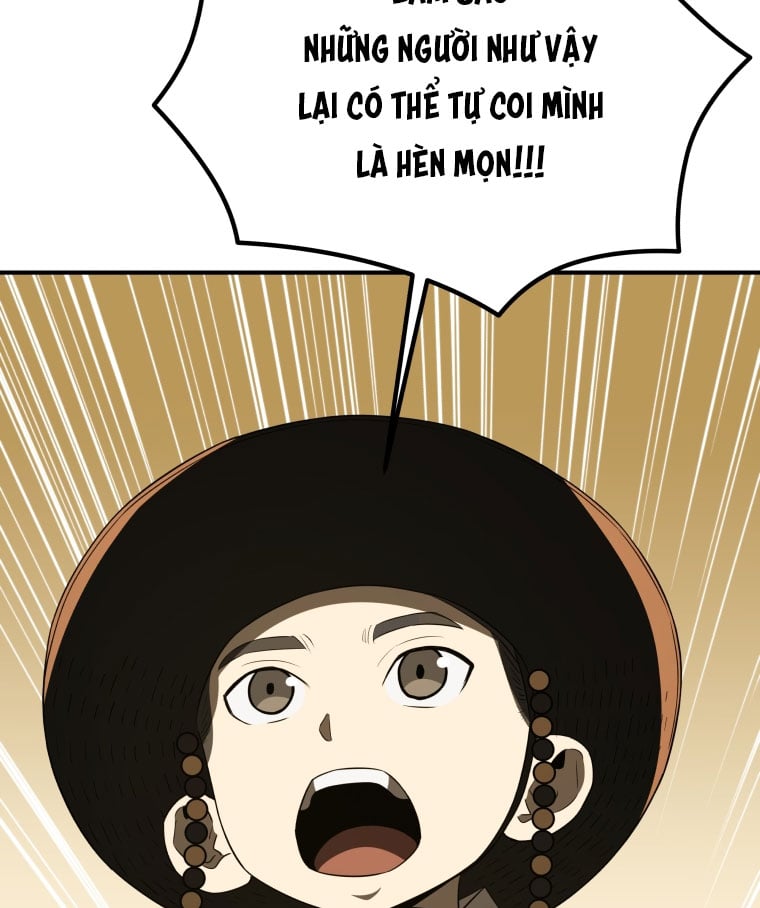 NHỮNG NGƯỜI NHƯ VẬY
LẠI CÓ THỂ TỰ COI MÌNH
LÀ HÈN MỌN!!!